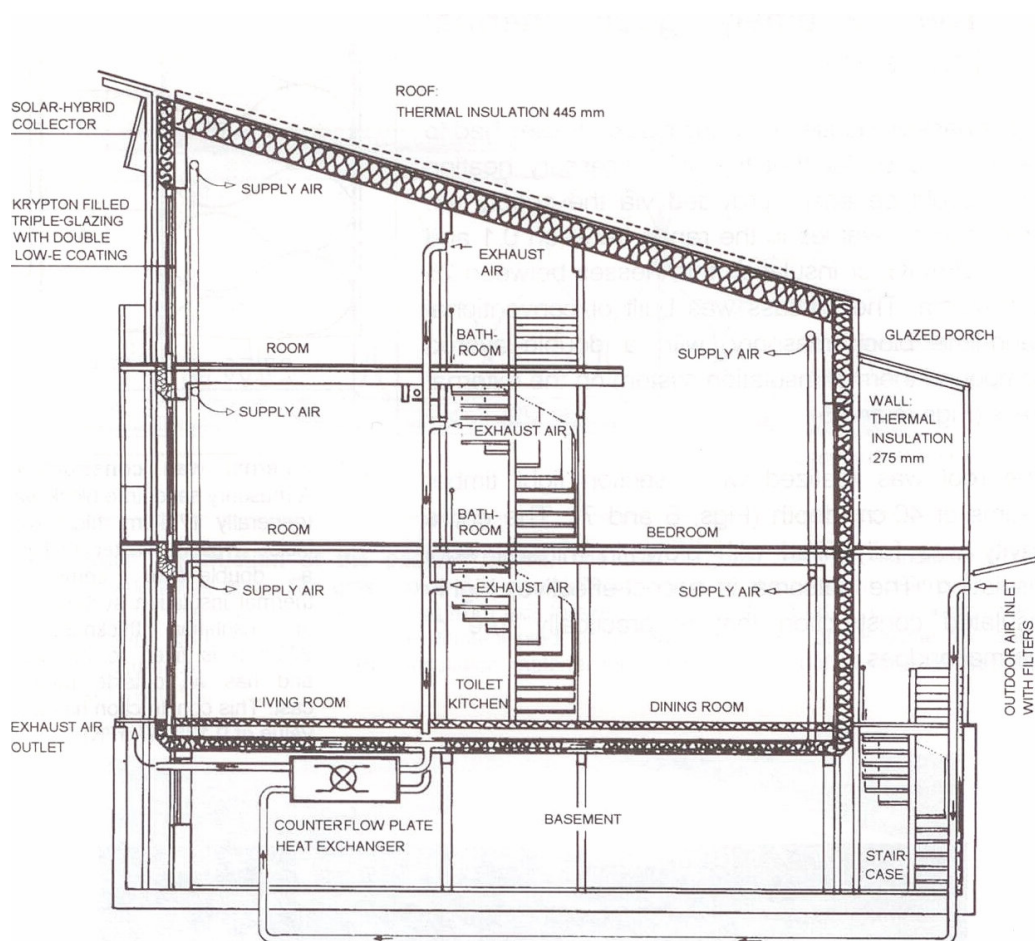 ROOF:
THERMAL INSULATION 445 mm
SOLAR-HYBRID
COLLECTOR
SUPPLY AIR
KRYPTON FILLED
TRIPLE-GLAZING
WITH DOUBLE
LOW-E COATING
EXHAUST
AIR
ROOM
BATH-
ROOM
SUPPLY AIR
GLAZED PORCH
SUPPLY AIR
EXHAUST AIR
WALL:
THERMAL
INSULATION
275 mm
ROOM
BATH-
ROOM
BEDROOM
SUPPLY AIR
EXHAUST AIR
SUPPLY AIR
OUTDOOR AIR INLET
WITH FILTERS
LIVING ROOM
TOILET
KITCHEN
DINING ROOM
EXHAUST AIR
OUTLET
COUNTERFLOW PLATE
HEAT EXCHANGER
BASEMENT
STAIR-
CASE